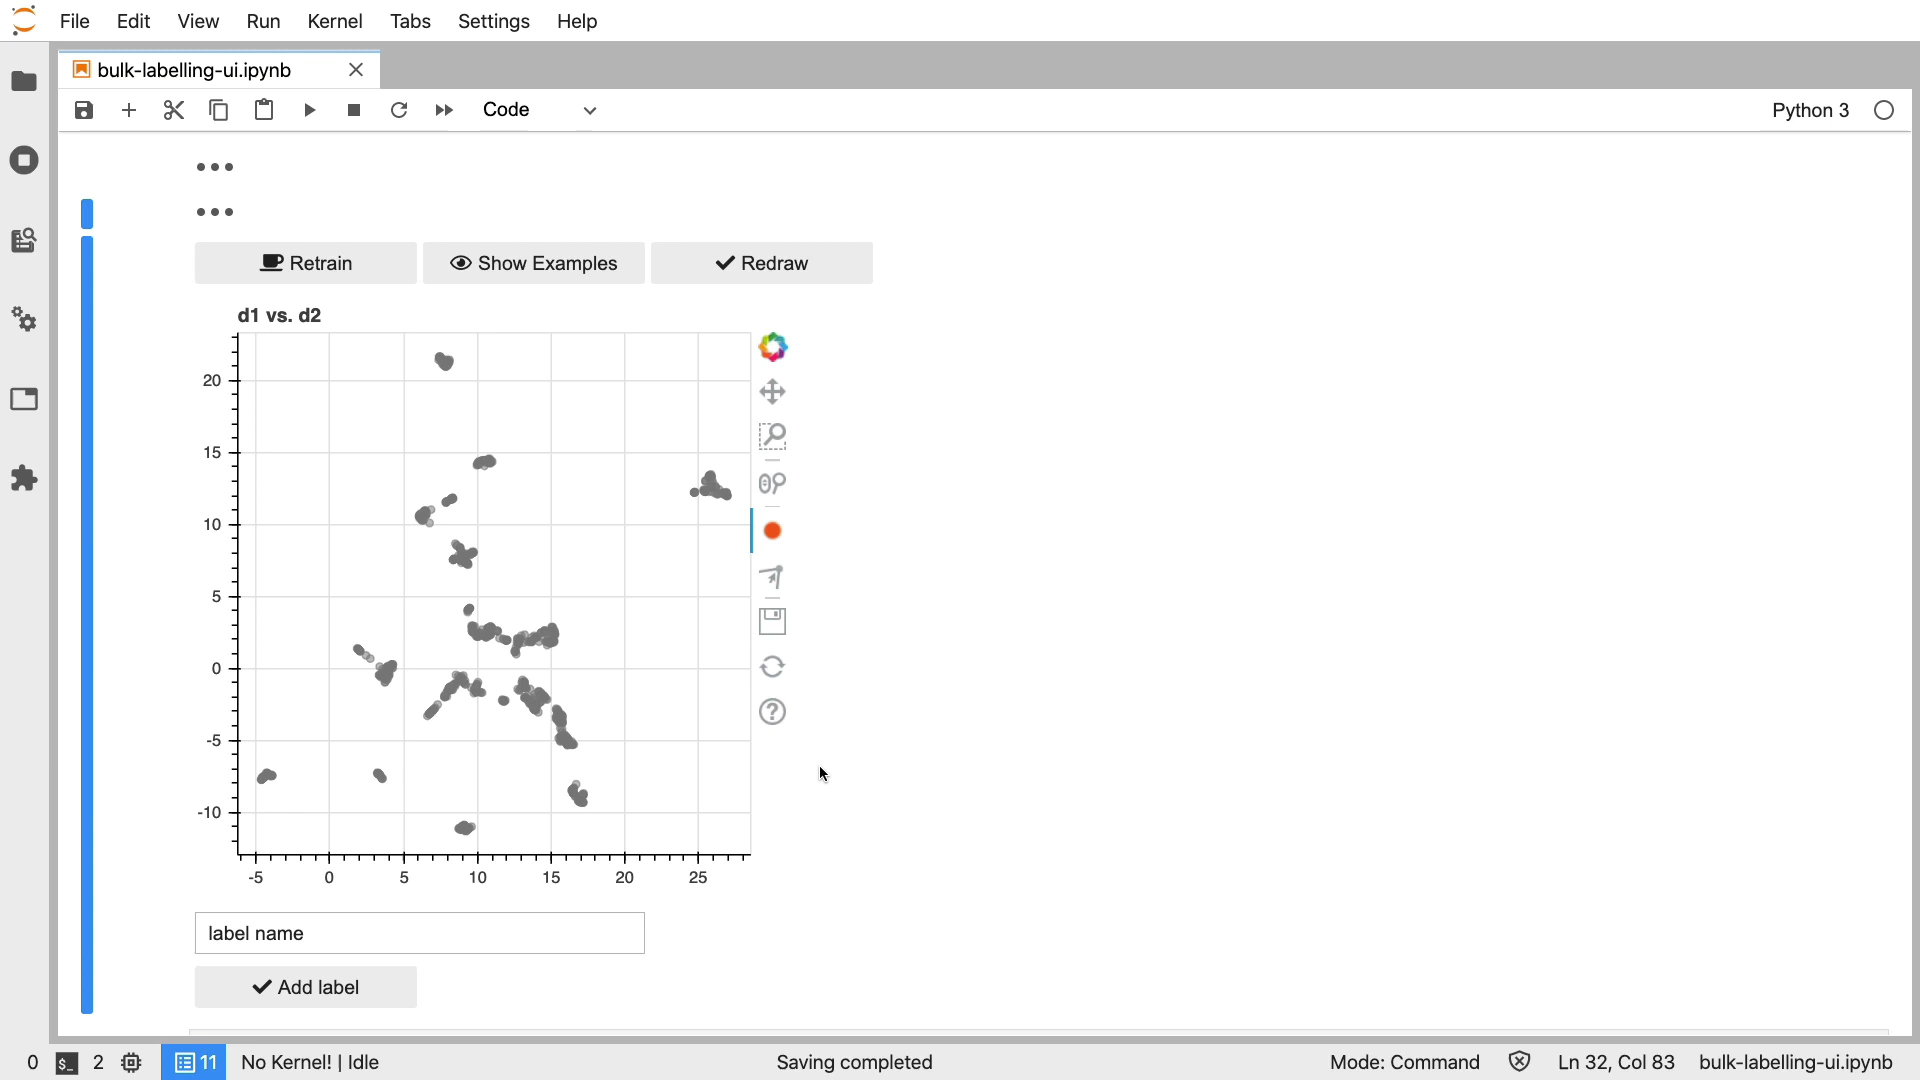 File Edit View Run Kernel Tabs Settings Help
bulk-labelling-ui.ipynb
Code
Python 3
Retrain
Show Examples
Redraw
d1 vs. d2
20
15
10
5
0
-5
-10
-5 0 5 10 15 20 25
label name
Add label
0 $_ 2 11 No Kernel! | Idle Saving completed Mode: Command Ln 32, Col 83 bulk-labelling-ui.ipynb